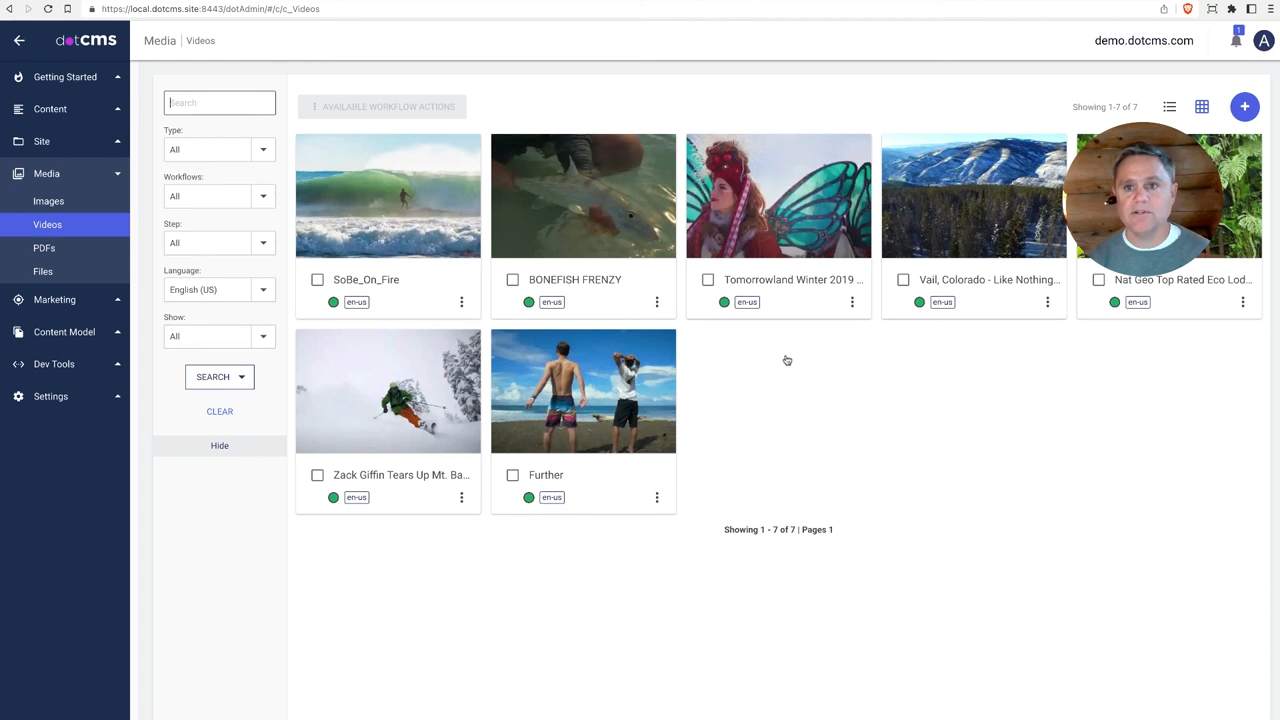 https://local.dotcms.site:8443/dotAdmin/#/c/c_Videos
dotCMS
Media | Videos
demo.dotcms.com
1
A
Getting Started
Content
Site
Media
Images
Videos
PDFs
Files
Marketing
Content Model
Dev Tools
Settings
Search
Type:
All
Workflows:
All
Step:
All
Language:
English (US)
Show:
All
SEARCH
CLEAR
Hide
AVAILABLE WORKFLOW ACTIONS
Showing 1-7 of 7
SoBe_On_Fire
en-us
BONEFISH FRENZY
en-us
Tomorrowland Winter 2019 ...
en-us
Vail, Colorado - Like Nothing...
en-us
Nat Geo Top Rated Eco Lod...
en-us
Zack Giffin Tears Up Mt. Ba...
en-us
Further
en-us
Showing 1 - 7 of 7 | Pages 1